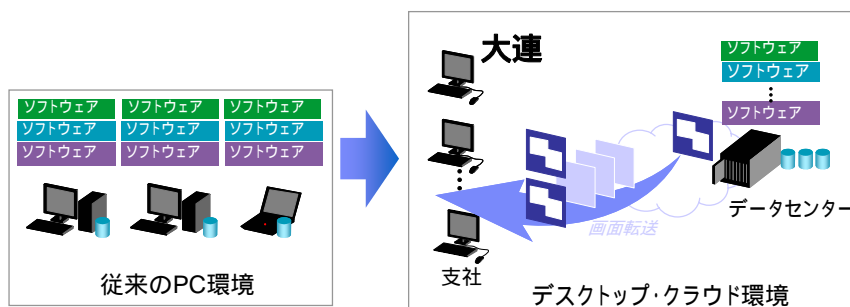 ソフトウェア ソフトウェア ソフトウェア
ソフトウェア ソフトウェア ソフトウェア
ソフトウェア ソフトウェア ソフトウェア
従来のPC環境
大連
ソフトウェア
ソフトウェア
ソフトウェア
データセンター
画面転送
支社
デスクトップ・クラウド環境